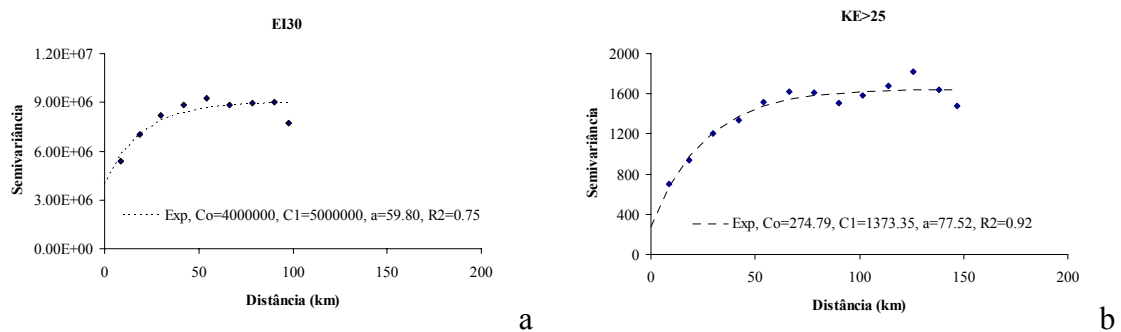 EI30
1.20E+07
9.00E+06
6.00E+06
3.00E+06
0.00E+00
Semivariância
Exp, Co=4000000, C1=5000000, a=59.80, R2=0.75
0 50 100 150 200
Distância (km)
a
KE>25
2000
1600
1200
800
400
0
Semivariância
Exp, Co=274.79, C1=1373.35, a=77.52, R2=0.92
0 50 100 150 200
Distância (km)
b